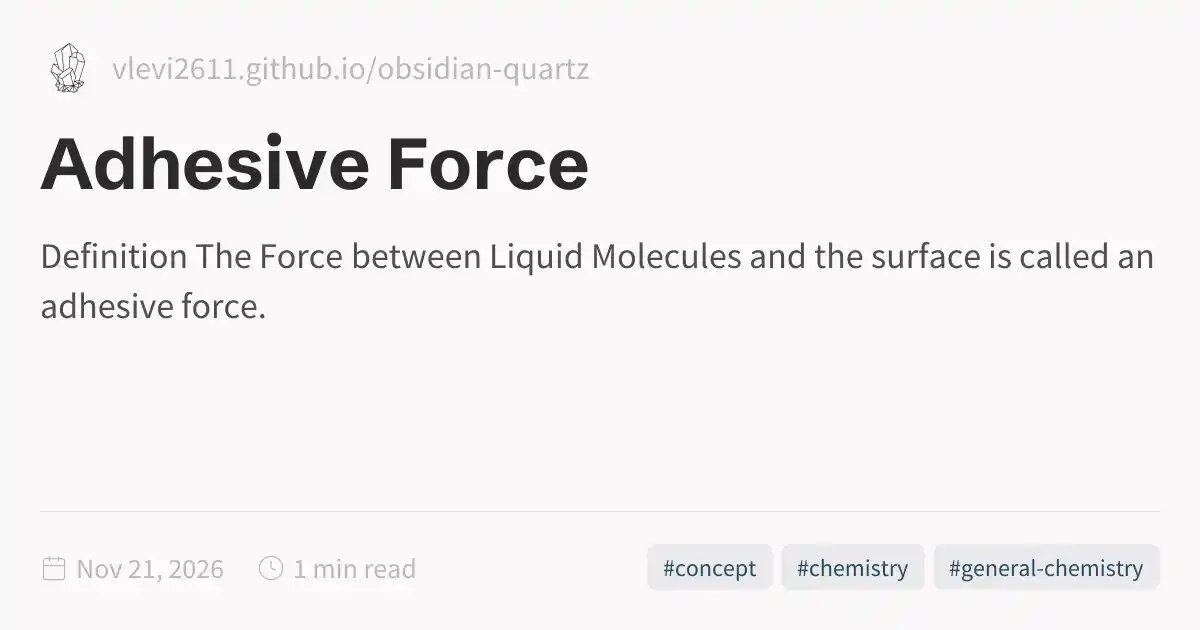 vlevi2611.github.io/obsidian-quartz
Adhesive Force
Definition The Force between Liquid Molecules and the surface is called an
adhesive force.
Nov 21, 2026
1 min read
#concept
#chemistry
#general-chemistry